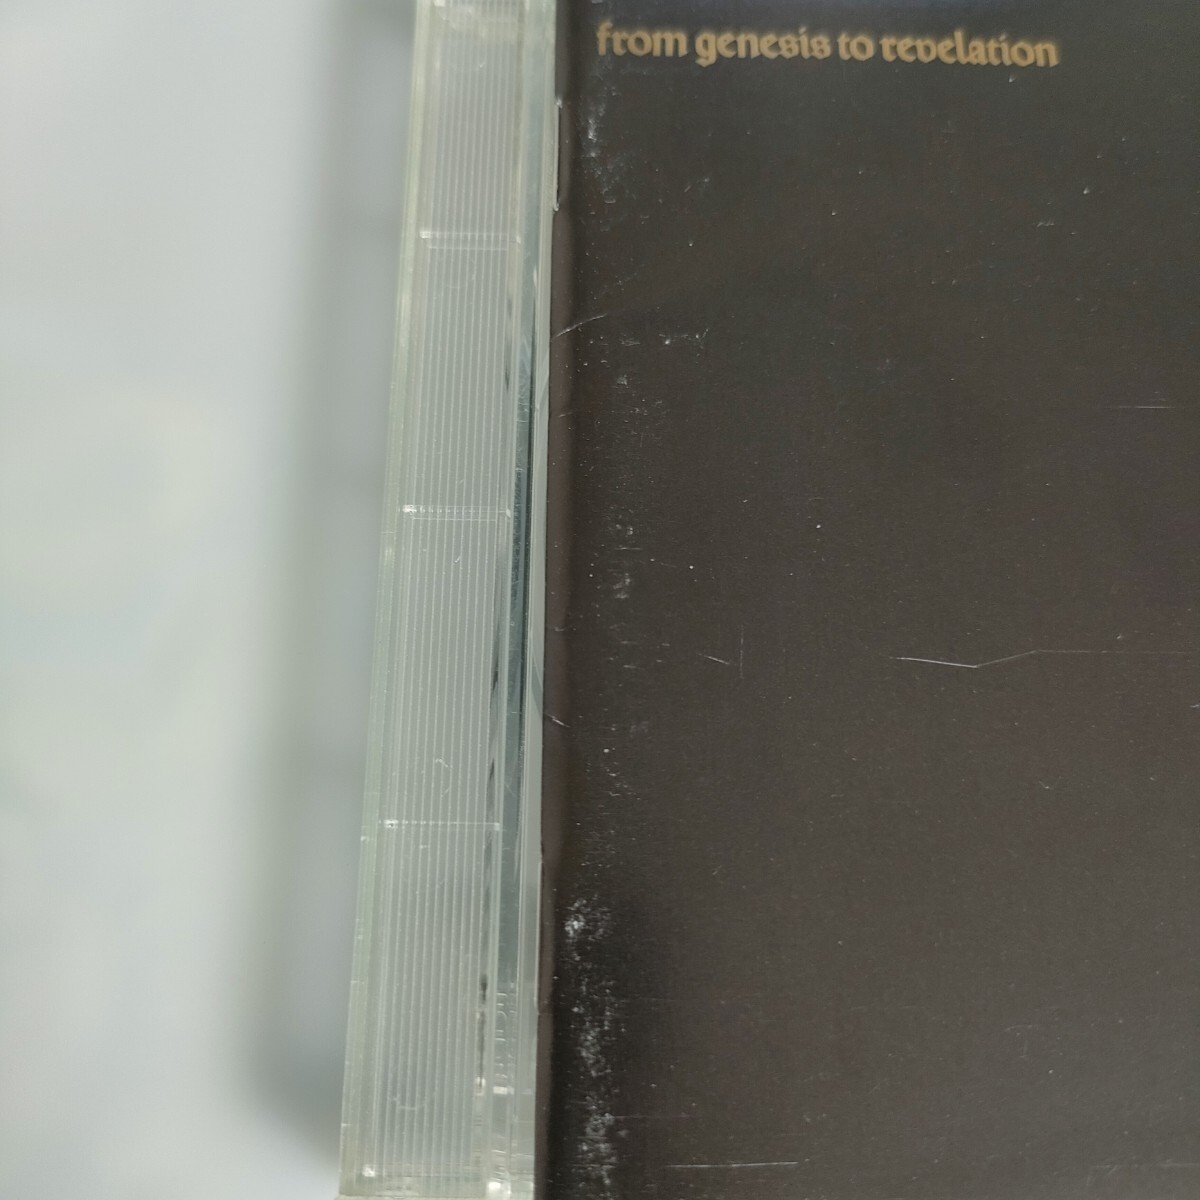 from genesis to revelation